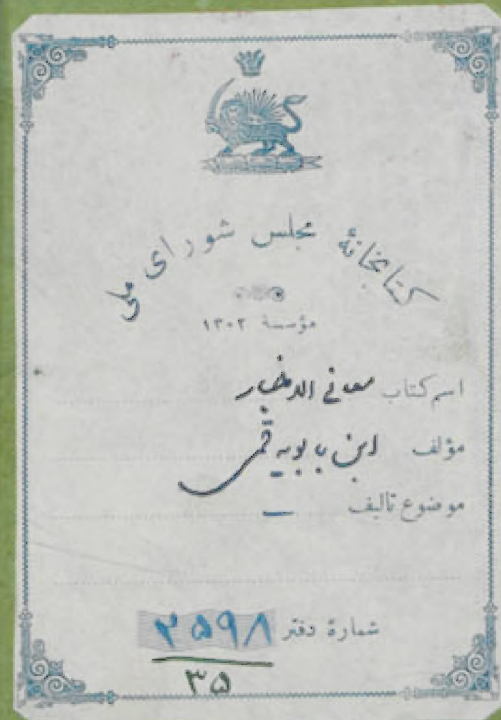 کتابخانهٔ مجلس شورای ملی
مؤسسهٔ ۱۳۰۲
اسم کتاب معانی الاخبار
مؤلف ابن بابویه قمی
موضوع تالیف —
شمارهٔ دفتر ۲۵۹۸
۳۵